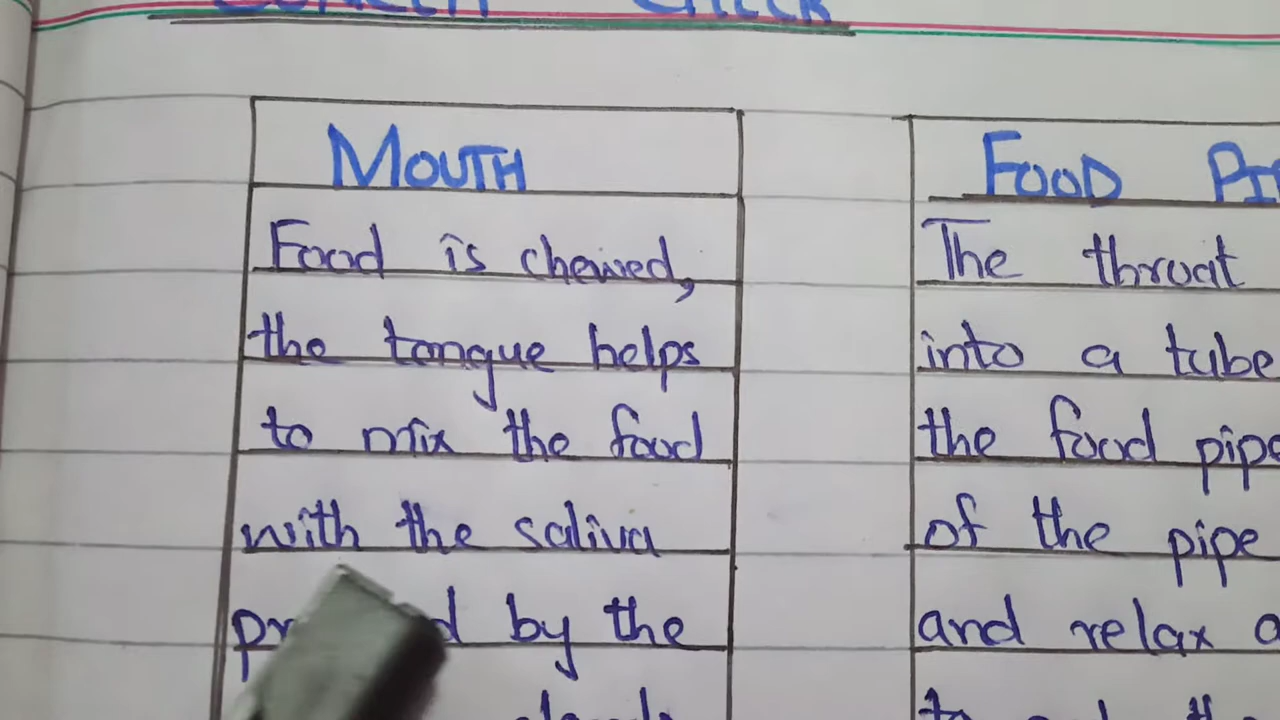 CHECK
MOUTH
Food is chewed,
the tongue helps
to mix the food
with the saliva
by the
FOOD
The throat
into a tube
the food pipe
of the pipe
and relax a